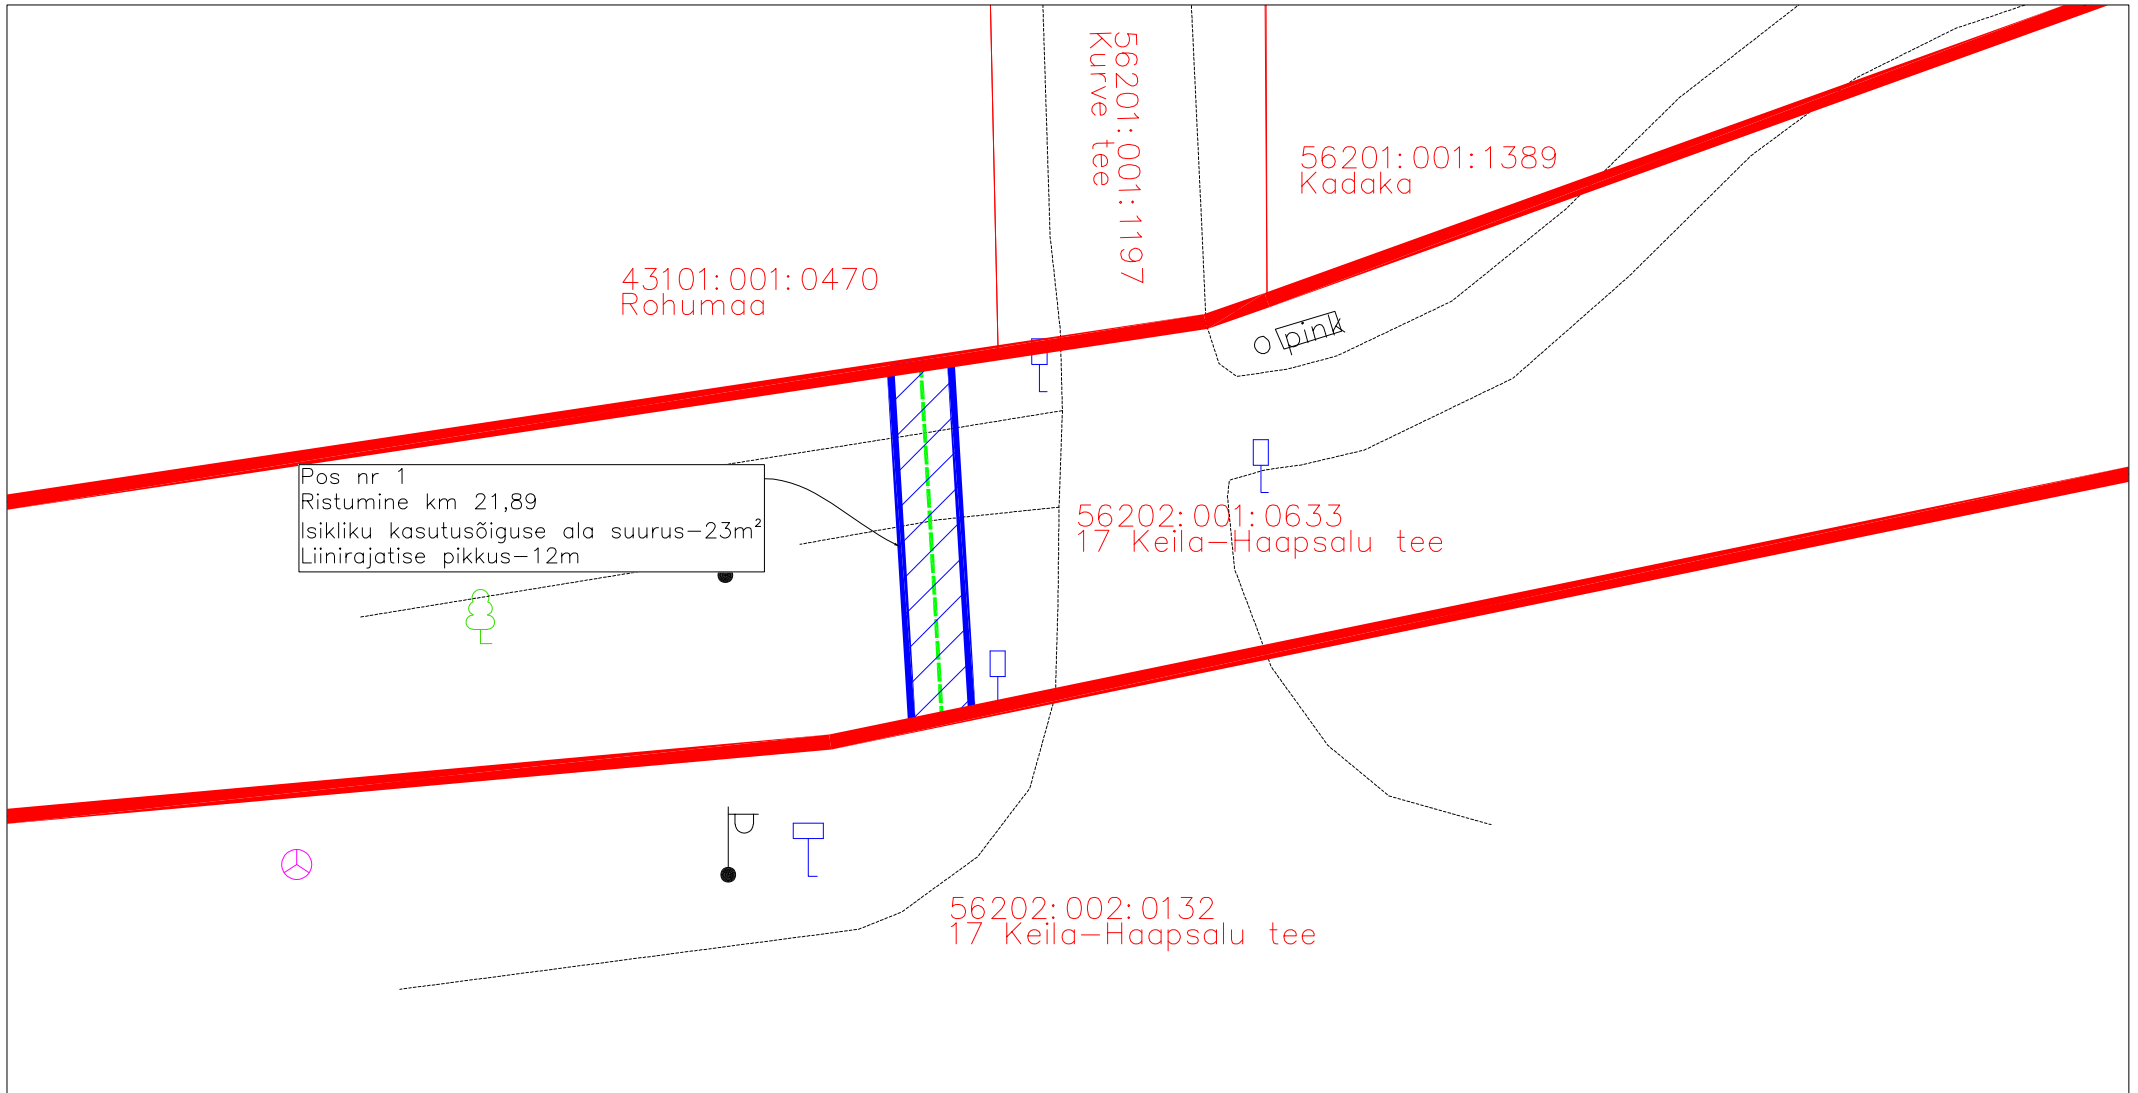 56201:001:1197
Kurve tee
56201:001:1389
Kadaka
43101:001:0470
Rohumaa
pink
Pos nr 1
Ristumine km 21,89
Isikliku kasutusõiguse ala suurus-23m²
Liinirajatise pikkus-12m
56202:001:0633
17 Keila-Haapsalu tee
56202:002:0132
17 Keila-Haapsalu tee